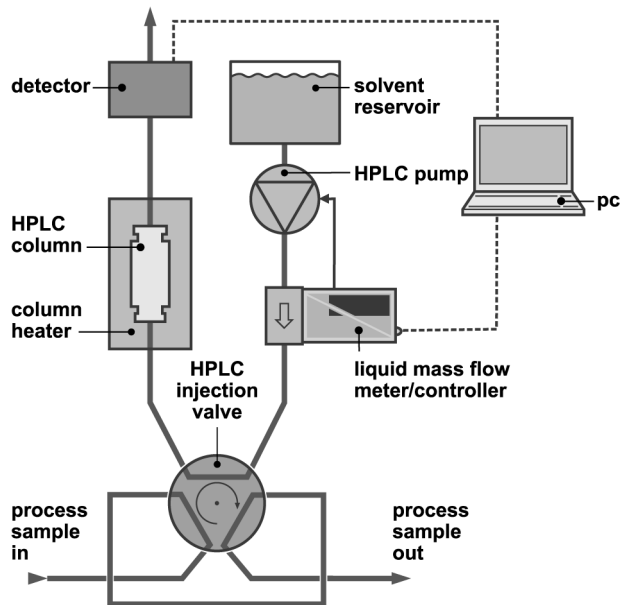 detector
solvent
reservoir
HPLC pump
pc
HPLC
column
column
heater
liquid mass flow
meter/controller
HPLC
injection
valve
process
sample
in
process
sample
out